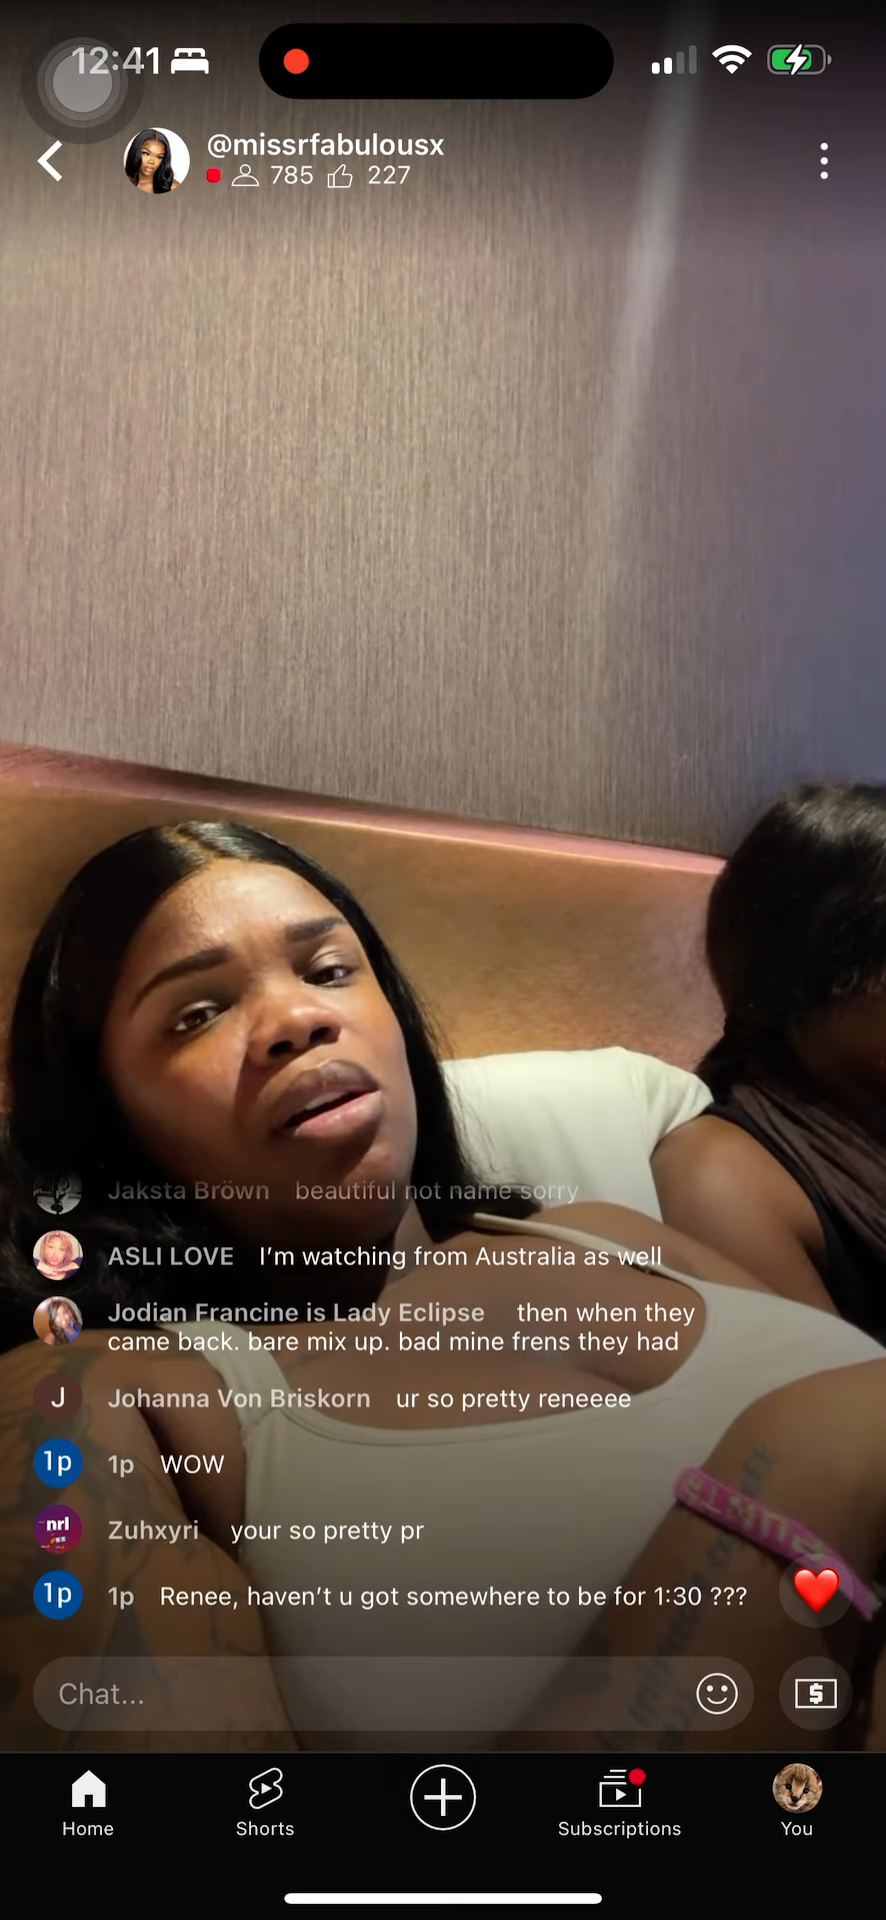 12:41
@missrfabulousx
785 227
Jaksta Bröwn beautiful not name sorry
ASLI LOVE I’m watching from Australia as well
Jodian Francine is Lady Eclipse then when they
came back. bare mix up. bad mine frens they had
J Johanna Von Briskorn ur so pretty reneeee
1p 1p WOW
nrl Zuhxyri your so pretty pr
1p 1p Renee, haven’t u got somewhere to be for 1:30 ???
Chat...
Home Shorts Subscriptions You